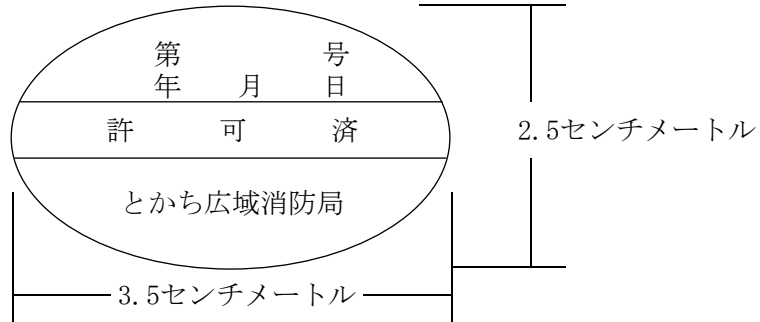 第 号
年 月 日
許 可 済
とかち広域消防局
2.5センチメートル
3.5センチメートル